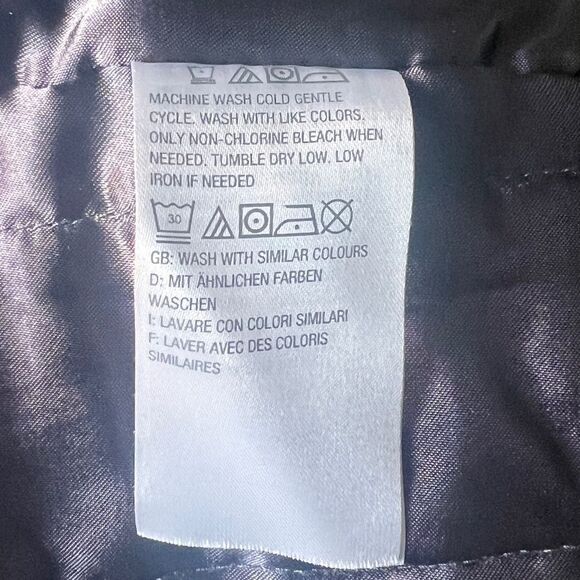 MACHINE WASH COLD GENTLE
CYCLE. WASH WITH LIKE COLORS.
ONLY NON-CHLORINE BLEACH WHEN
NEEDED. TUMBLE DRY LOW. LOW
IRON IF NEEDED
30
GB: WASH WITH SIMILAR COLOURS
D: MIT ÄHNLICHEN FARBEN
WASCHEN
I: LAVARE CON COLORI SIMILARI
F: LAVER AVEC DES COLORIS
SIMILAIRES